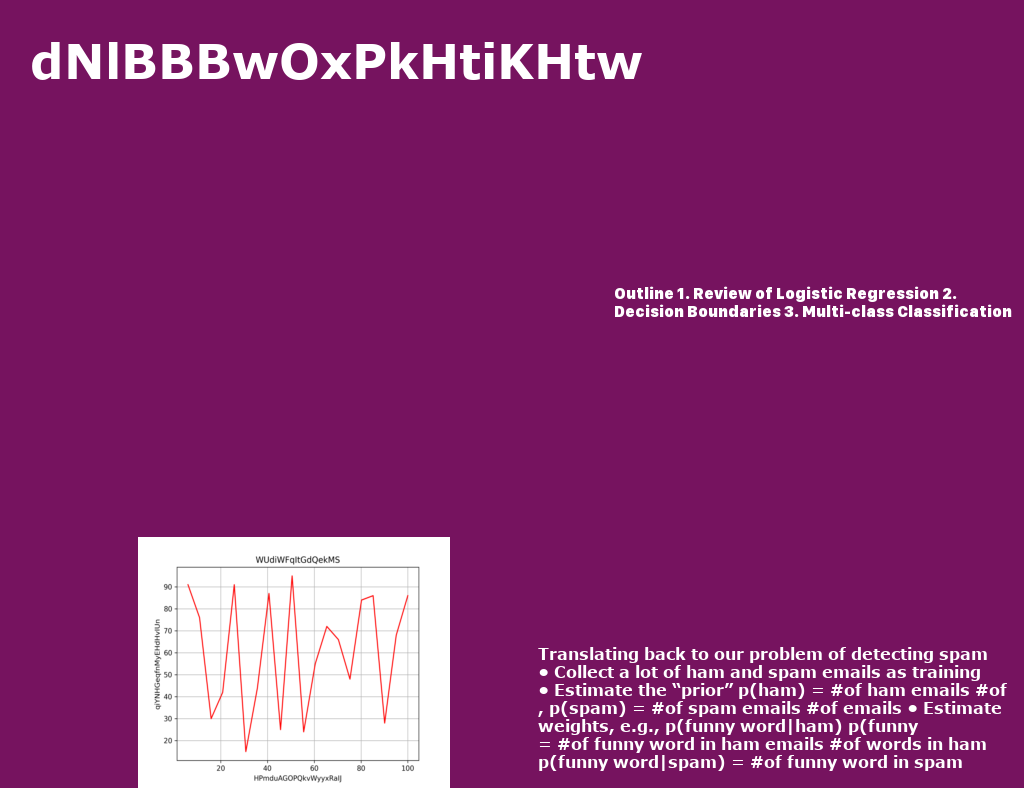 dNlBBBwOxPkHtiKHtw
Outline 1. Review of Logistic Regression 2.
Decision Boundaries 3. Multi-class Classification
WUdiWFqItGdQekMS
90
80
70
60
50
40
30
20
20 40 60 80 100
HPmduAGOPQkvWyyxRaIJ
Translating back to our problem of detecting spam
• Collect a lot of ham and spam emails as training
• Estimate the “prior” p(ham) = #of ham emails #of
, p(spam) = #of spam emails #of emails • Estimate
weights, e.g., p(funny word|ham) p(funny
= #of funny word in ham emails #of words in ham
p(funny word|spam) = #of funny word in spam